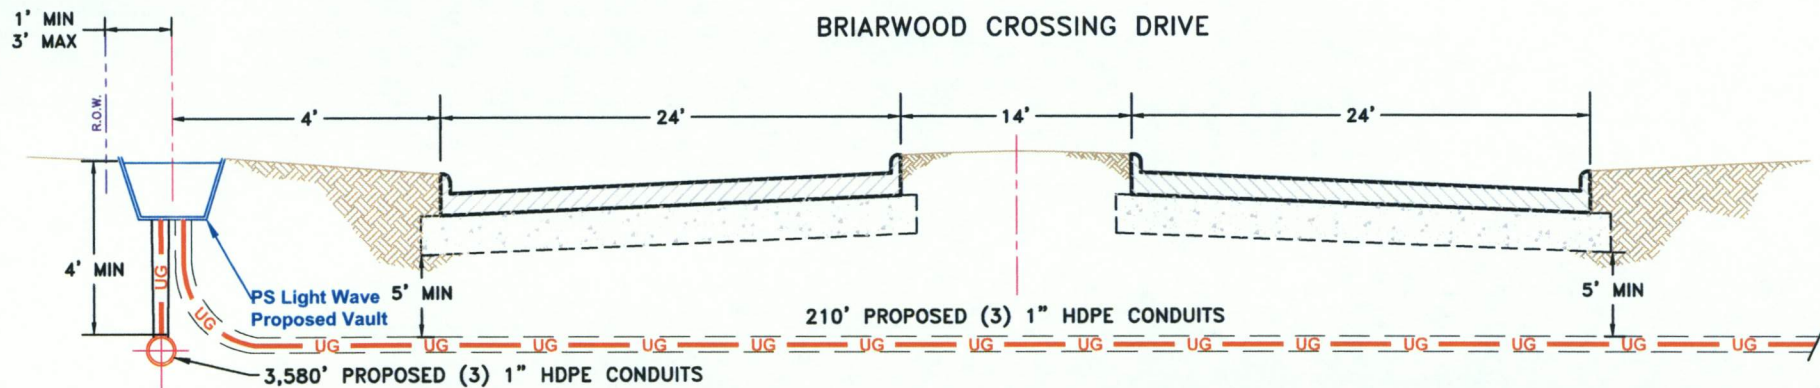 BRIARWOOD CROSSING DRIVE
1' MIN
3' MAX
R.O.W.
4'
24'
14'
24'
4' MIN
UG
UG
PS Light Wave
Proposed Vault
5' MIN
5' MIN
210' PROPOSED (3) 1" HDPE CONDUITS
UG UG UG UG UG UG UG UG UG UG UG UG UG UG
3,580' PROPOSED (3) 1" HDPE CONDUITS